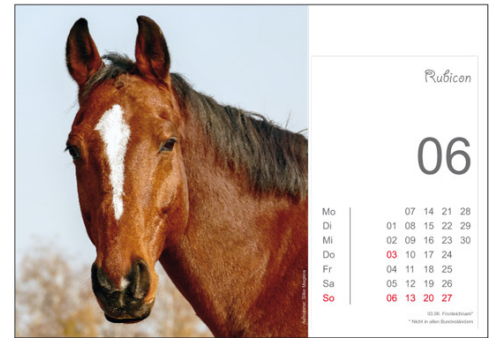 Rubicon
06
Mo 07 14 21 28
Di 01 08 15 22 29
Mi 02 09 16 23 30
Do 03 10 17 24
Fr 04 11 18 25
Sa 05 12 19 26
So 06 13 20 27
03.06. Fronleichnam*
* Nicht in allen Bundesländern